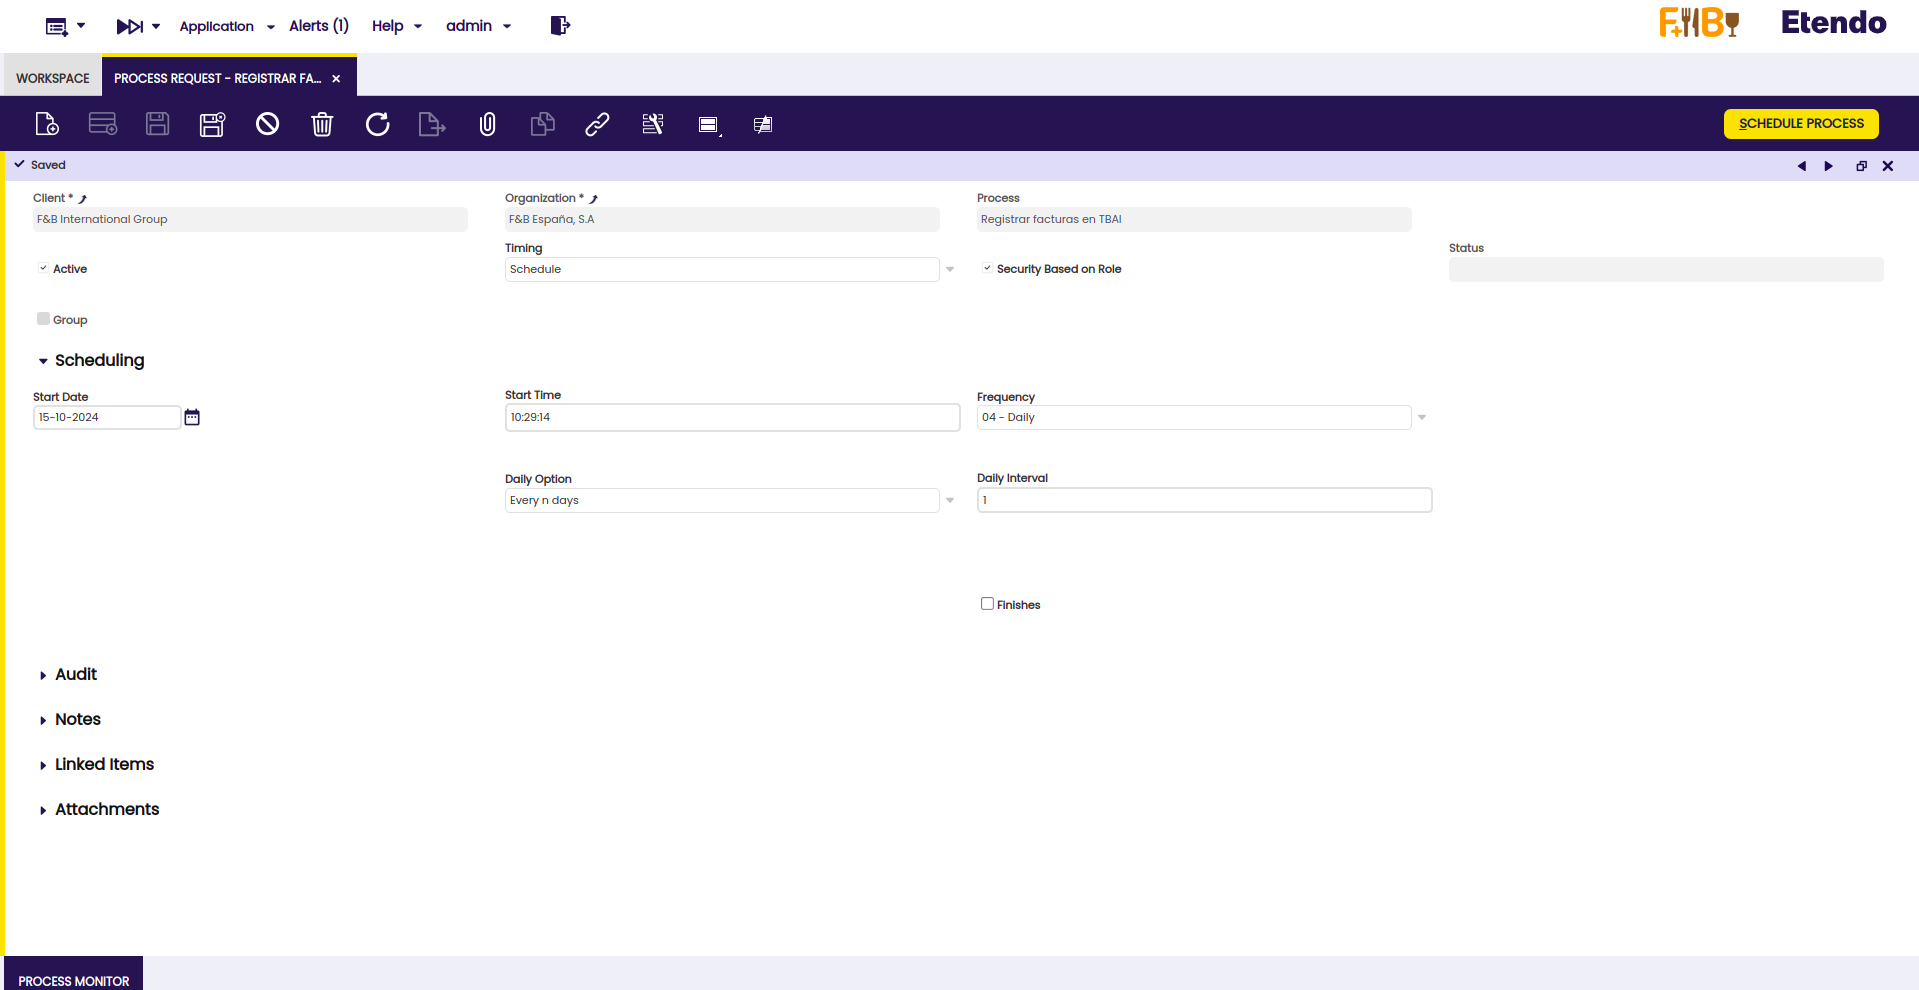 Application
Alerts (1)
Help
admin
F&B
Etendo
WORKSPACE
PROCESS REQUEST - REGISTRAR FA...
SCHEDULE PROCESS
Saved
Client *
Organization *
Process
F&B International Group
F&B España, S.A
Registrar facturas en TBAI
Timing
Status
Active
Schedule
Security Based on Role
Group
Scheduling
Start Date
Start Time
Frequency
15-10-2024
10:29:14
04 - Daily
Daily Option
Daily Interval
Every n days
1
Finishes
Audit
Notes
Linked Items
Attachments
PROCESS MONITOR